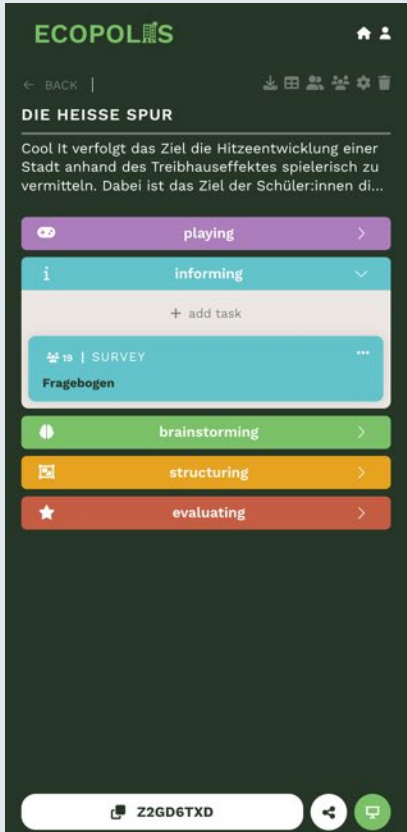 ECOPOLIS
← BACK |
DIE HEISSE SPUR
Cool It verfolgt das Ziel die Hitzeentwicklung einer
Stadt anhand des Treibhauseffektes spielerisch zu
vermitteln. Dabei ist das Ziel der Schüler:innen di...
playing
informing
+ add task
19 | SURVEY
Fragebogen
brainstorming
structuring
evaluating
Z2GD6TXD